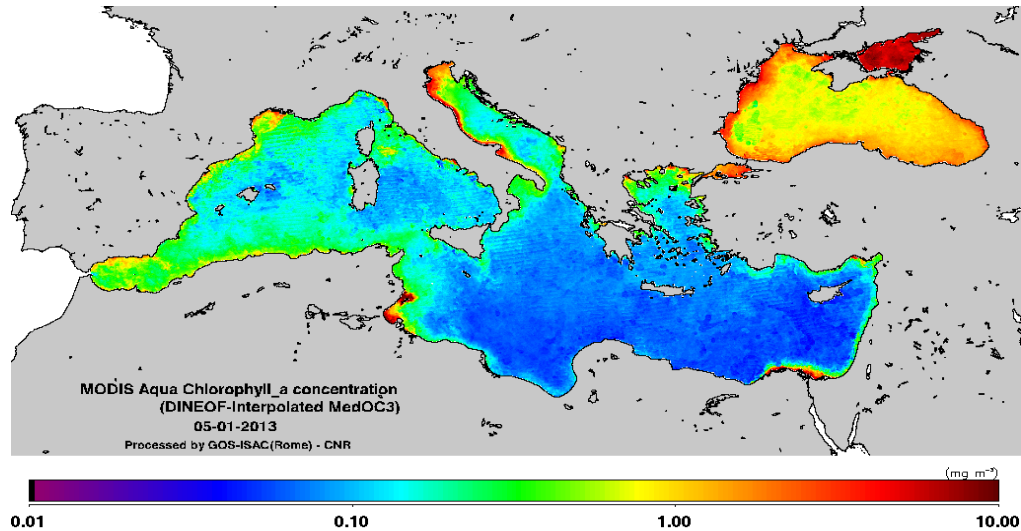 MODIS Aqua Chlorophyll_a concentration
(DINEOF-Interpolated MedOC3)
05-01-2013
Processed by GOS-ISAC(Rome) - CNR
(mg m⁻³)
0.01 0.10 1.00 10.00